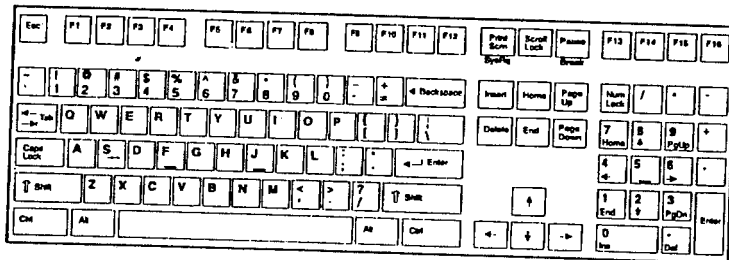 Esc F1 F2 F3 F4 F5 F6 F7 F8 F9 F10 F11 F12 Print Scrn Scroll Lock Pause F13 F14 F15 F16
SysRq Break
~ ` ! 1 @ 2 # 3 $ 4 % 5 ^ 6 & 7 * 8 ( 9 ) 0 - + = Backspace Insert Home Page Up Num Lock / * -
Tab Q W E R T Y U I O P { [ } ] \ Delete End Page Down 7 Home 8 9 PgUp +
Caps Lock A S D F G H J K L : ; Enter 4 5 6
Shift Z X C V B N M < , > . ? / Shift 1 End 2 3 PgDn Enter
Ctrl Alt Alt Ctrl 0 Ins . Del